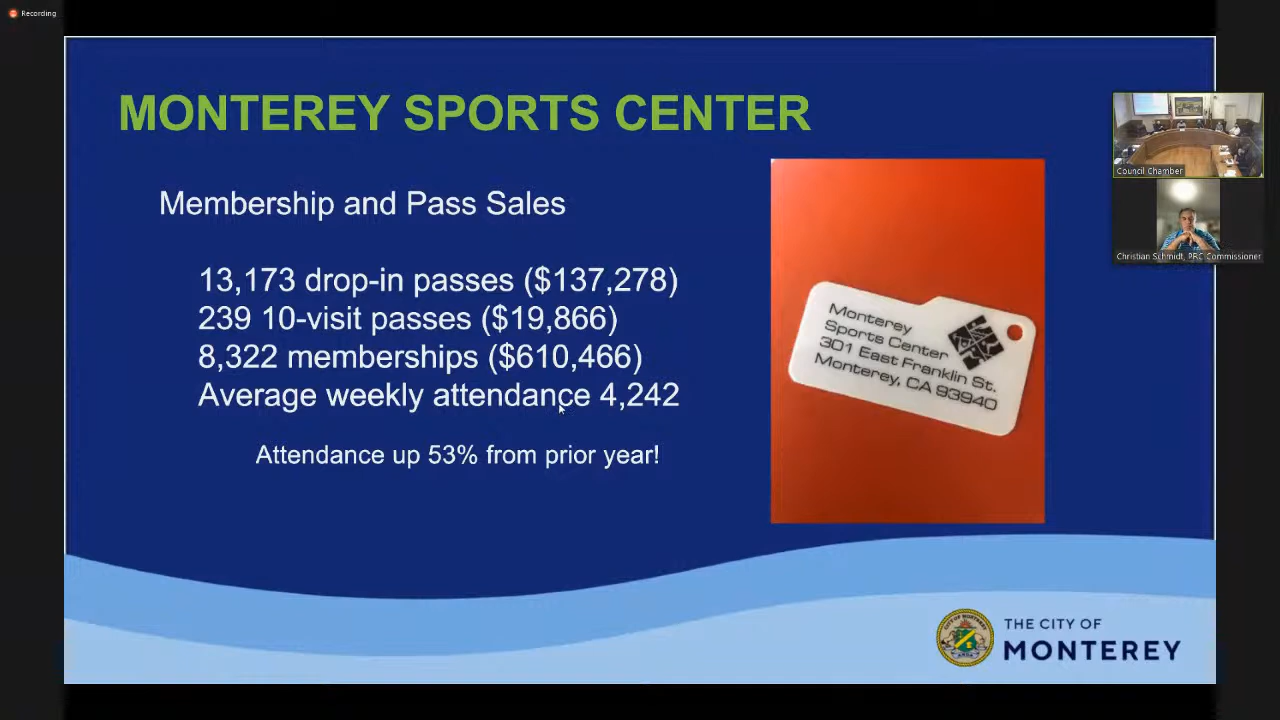 Recording
MONTEREY SPORTS CENTER
Membership and Pass Sales
13,173 drop-in passes ($137,278)
239 10-visit passes ($19,866)
8,322 memberships ($610,466)
Average weekly attendance 4,242
Attendance up 53% from prior year!
Monterey
Sports Center
301 East Franklin St.
Monterey, CA 93940
Council Chamber
Christian Schmidt, PRC Commissioner
THE CITY OF
MONTEREY